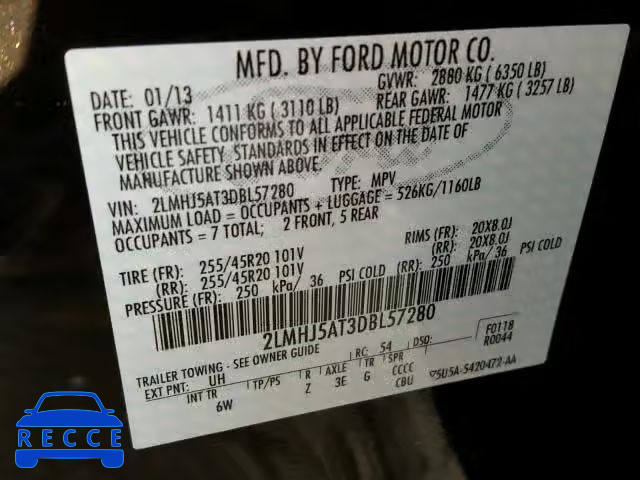 MFD. BY FORD MOTOR CO.
DATE: 01/13 GVWR: 2880 KG ( 6350 LB)
FRONT GAWR: 1411 KG ( 3110 LB) REAR GAWR: 1477 KG ( 3257 LB)
THIS VEHICLE CONFORMS TO ALL APPLICABLE FEDERAL MOTOR
VEHICLE SAFETY STANDARDS IN EFFECT ON THE DATE OF
MANUFACTURE SHOWN ABOVE.
VIN: 2LMHJ5AT3DBL57280 TYPE: MPV
MAXIMUM LOAD = OCCUPANTS + LUGGAGE = 526KG/1160LB
OCCUPANTS = 7 TOTAL; 2 FRONT, 5 REAR
TIRE (FR): 255/45R20 101V RIMS (FR): 20X8.0J
(RR): 255/45R20 101V (RR): 20X8.0J
PRESSURE (FR): 250 kPa/ 36 PSI COLD (RR): 250 kPa/ 36 PSI COLD
2LMHJ5AT3DBL57280
TRAILER TOWING - SEE OWNER GUIDE RC: 54 DSO: F0118
EXT PNT: UH R0044
INT TR TP/PS R AXLE TR SPR
6W Z 3E G CCCC
CBU 5U5A-5420472-AA
RECCE